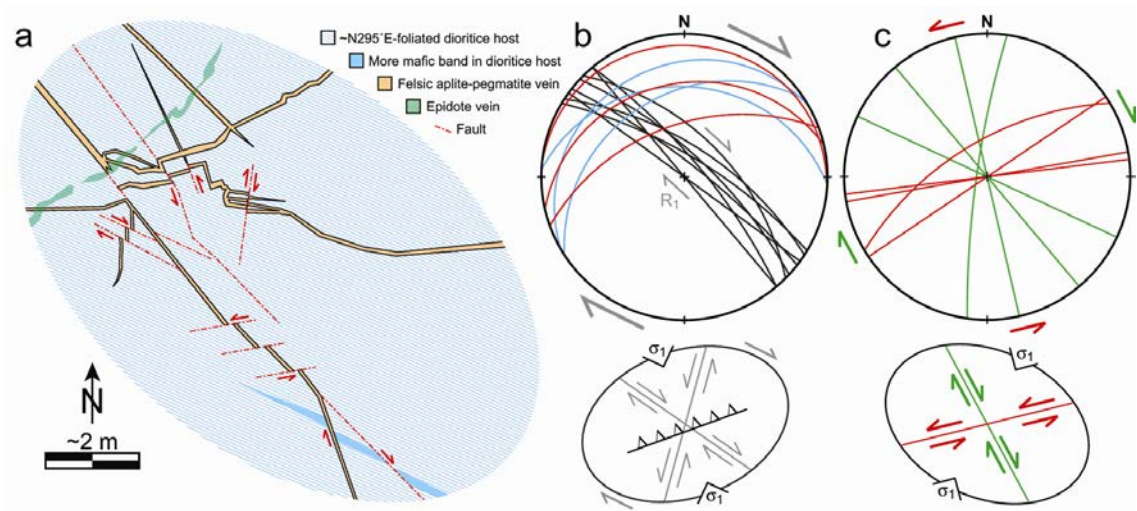 a
~N295°E-foliated dioritice host
More mafic band in dioritice host
Felsic aplite-pegmatite vein
Epidote vein
Fault
N
~2 m
b
N
R₁
σ₁
σ₁
c
N
σ₁
σ₁